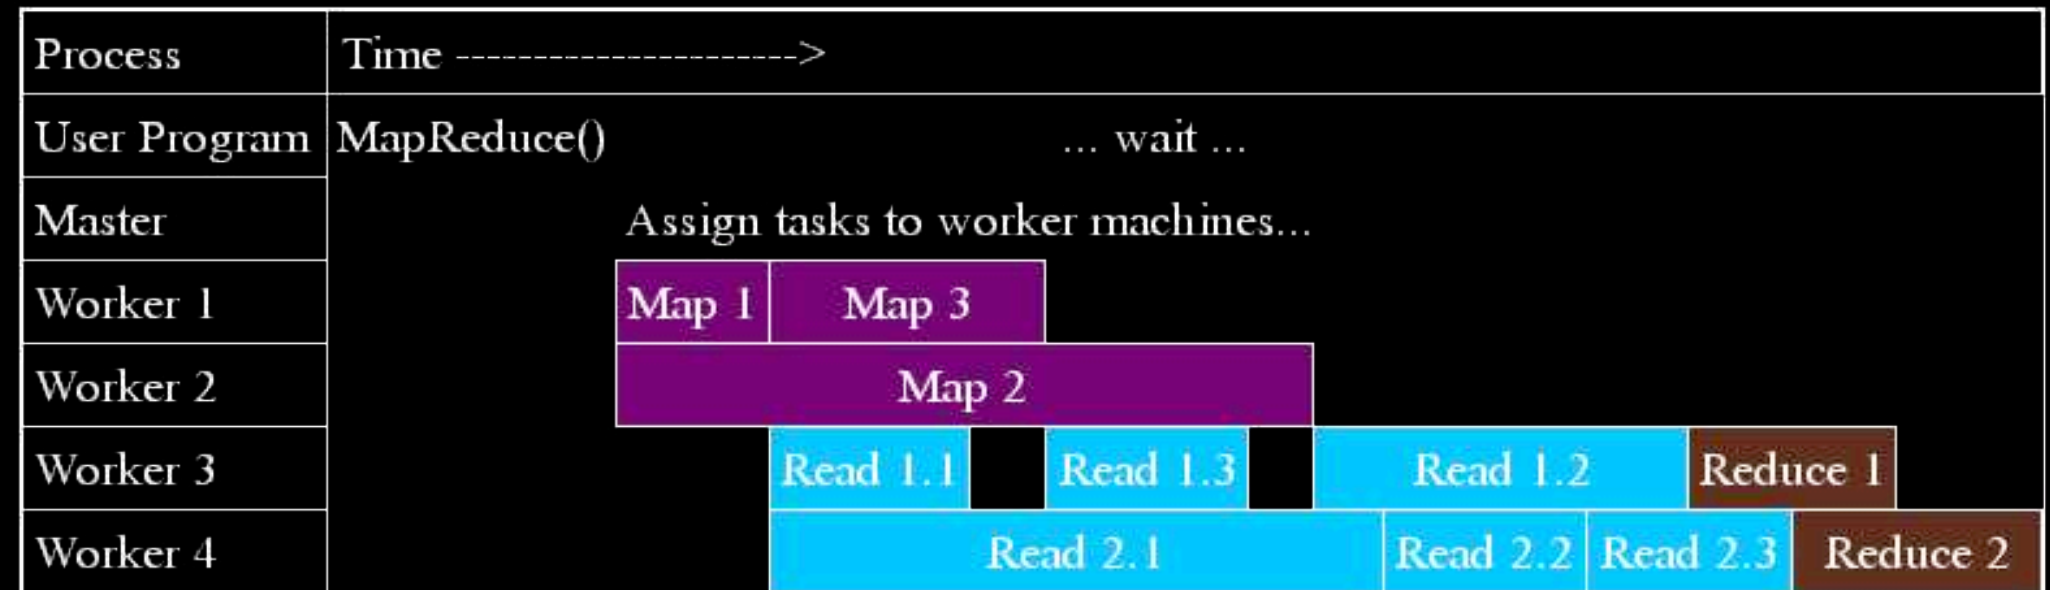 Process Time ---------------------->
User Program MapReduce() ... wait ...
Master Assign tasks to worker machines...
Worker 1 Map 1 Map 3
Worker 2 Map 2
Worker 3 Read 1.1 Read 1.3 Read 1.2 Reduce 1
Worker 4 Read 2.1 Read 2.2 Read 2.3 Reduce 2